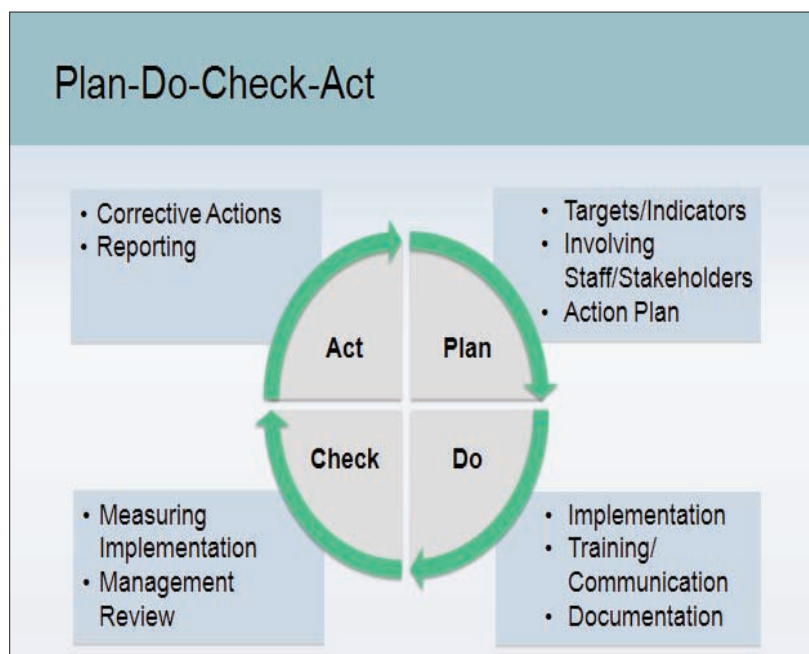 Plan-Do-Check-Act
• Corrective Actions
• Reporting
• Targets/Indicators
• Involving
Staff/Stakeholders
• Action Plan
Act
Plan
Check
Do
• Measuring
Implementation
• Management
Review
• Implementation
• Training/
Communication
• Documentation